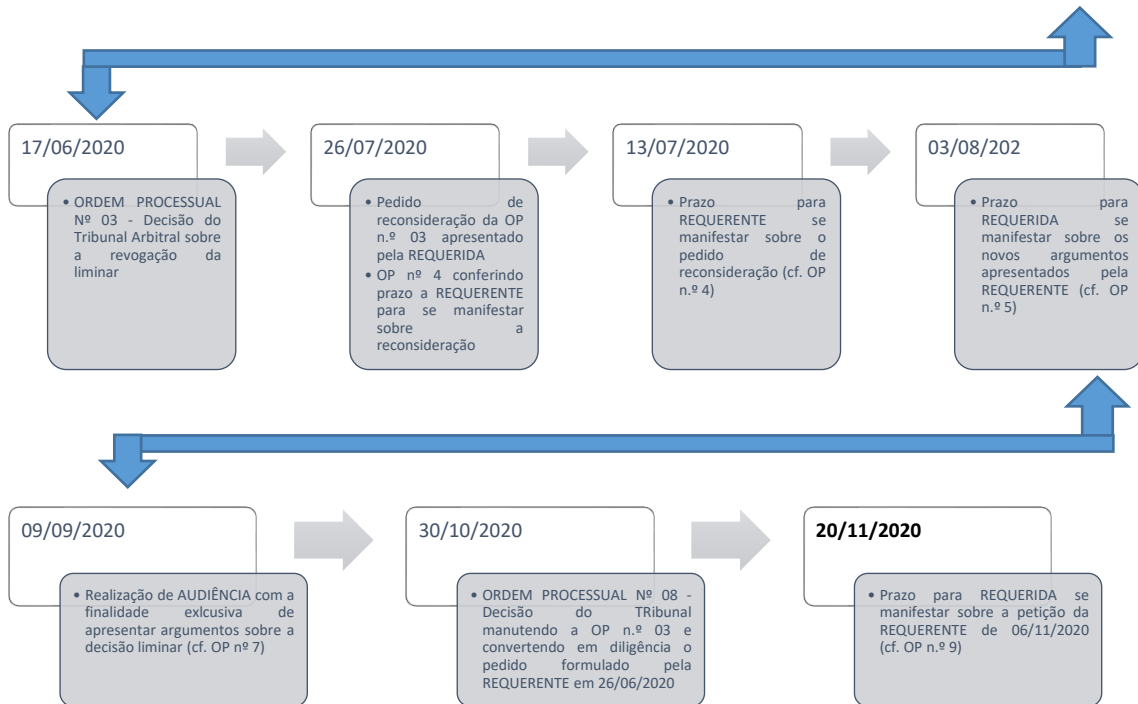 17/06/2020
• ORDEM PROCESSUAL
Nº 03 - Decisão do
Tribunal Arbitral sobre
a revogação da
liminar
26/07/2020
• Pedido de
reconsideração da OP
n.º 03 apresentado
pela REQUERIDA
• OP nº 4 conferindo
prazo a REQUERENTE
para se manifestar
sobre a
reconsideração
13/07/2020
• Prazo para
REQUERENTE se
manifestar sobre o
pedido de
reconsideração (cf. OP
n.º 4)
03/08/202
• Prazo para
REQUERIDA se
manifestar sobre os
novos argumentos
apresentados pela
REQUERENTE (cf. OP
n.º 5)
09/09/2020
• Realização de AUDIÊNCIA com a
finalidade exlcusiva de
apresentar argumentos sobre a
decisão liminar (cf. OP nº 7)
30/10/2020
• ORDEM PROCESSUAL Nº 08 -
Decisão do TRibunal
manutendo a OP n.º 03 e
convertendo em diligência o
pedido formulado pela
REQUERENTE em 26/06/2020
20/11/2020
• Prazo para REQUERIDA se
manifestar sobre a petição da
REQUERENTE de 06/11/2020
(cf. OP n.º 9)